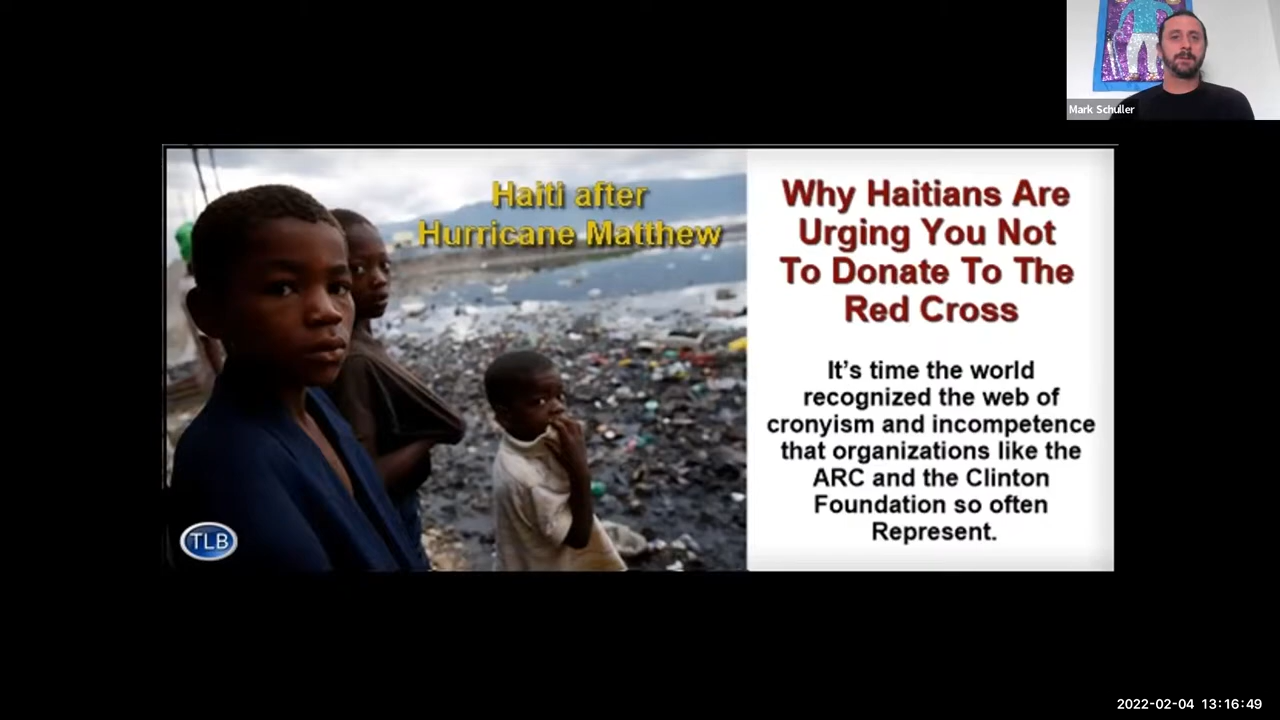 Mark Schuller
Haiti after
Hurricane Matthew
TLB
Why Haitians Are
Urging You Not
To Donate To The
Red Cross
It's time the world
recognized the web of
cronyism and incompetence
that organizations like the
ARC and the Clinton
Foundation so often
Represent.
2022-02-04 13:16:49